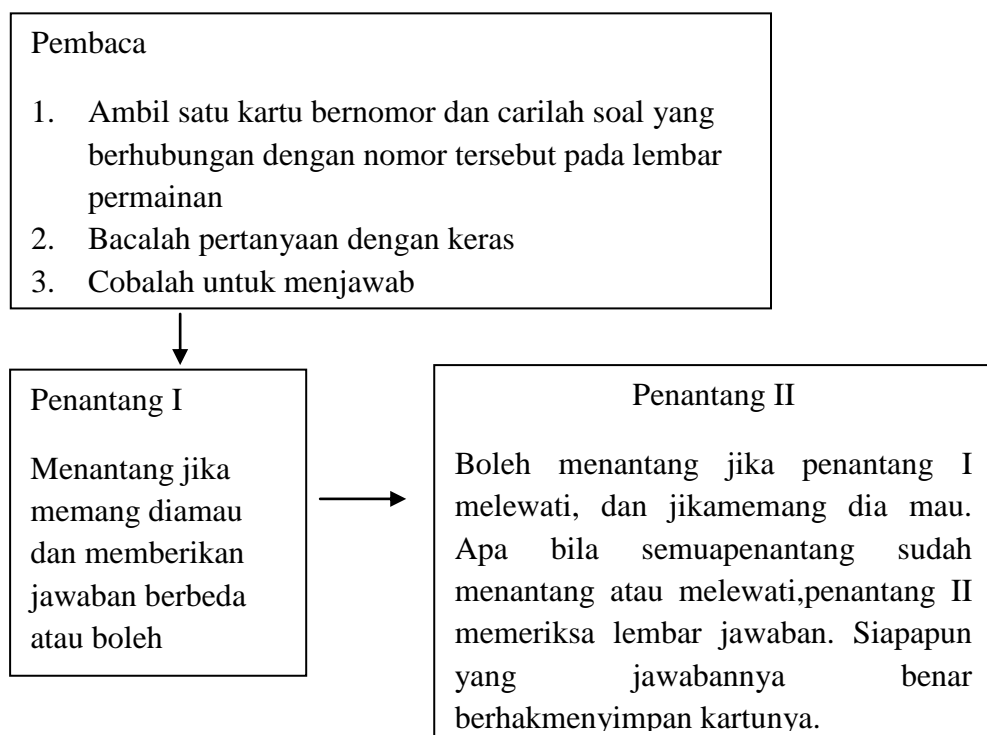 Pembaca
1. Ambil satu kartu bernomor dan carilah soal yang
berhubungan dengan nomor tersebut pada lembar
permainan
2. Bacalah pertanyaan dengan keras
3. Cobalah untuk menjawab
Penantang I
Menantang jika
memang diamau
dan memberikan
jawaban berbeda
atau boleh
Penantang II
Boleh menantang jika penantang I
melewati, dan jikamemang dia mau.
Apa bila semuapenantang sudah
menantang atau melewati,penantang II
memeriksa lembar jawaban. Siapapun
yang jawabannya benar
berhakmenyimpan kartunya.